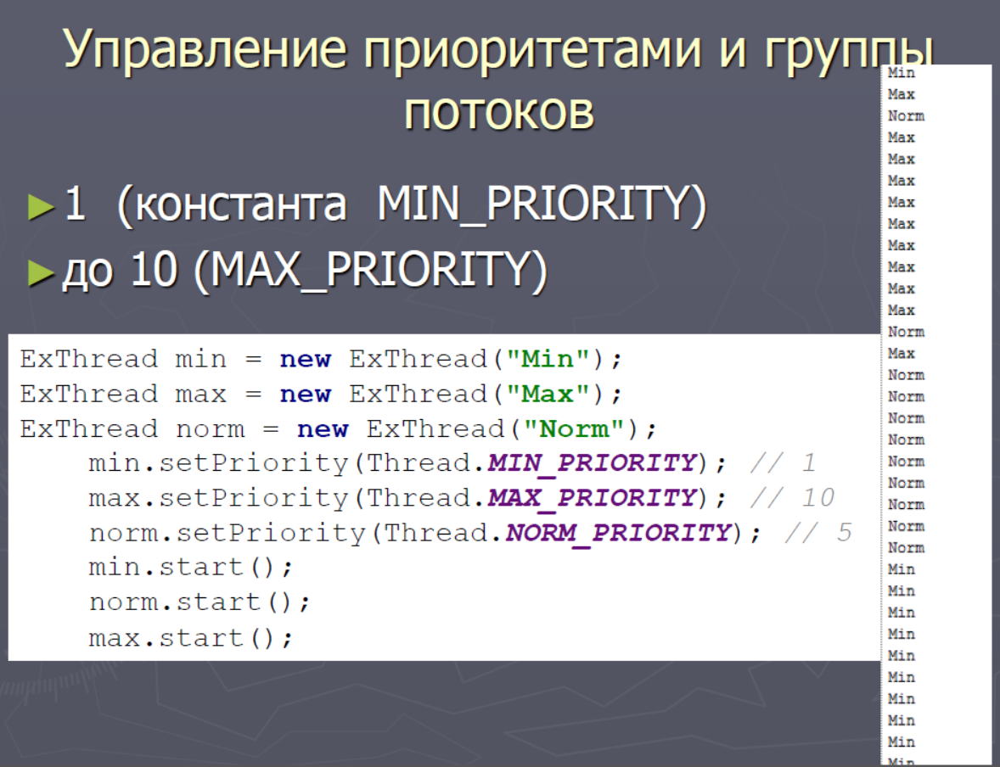 Управление приоритетами и группы
потоков
►1 (константа MIN_PRIORITY)
►до 10 (MAX_PRIORITY)
ExThread min = new ExThread("Min");
ExThread max = new ExThread("Max");
ExThread norm = new ExThread("Norm");
min.setPriority(Thread.MIN_PRIORITY); // 1
max.setPriority(Thread.MAX_PRIORITY); // 10
norm.setPriority(Thread.NORM_PRIORITY); // 5
min.start();
norm.start();
max.start();
Min
Max
Norm
Max
Max
Max
Max
Max
Max
Max
Max
Max
Norm
Max
Norm
Norm
Norm
Norm
Norm
Norm
Norm
Norm
Norm
Min
Min
Min
Min
Min
Min
Min
Min
Min
Min